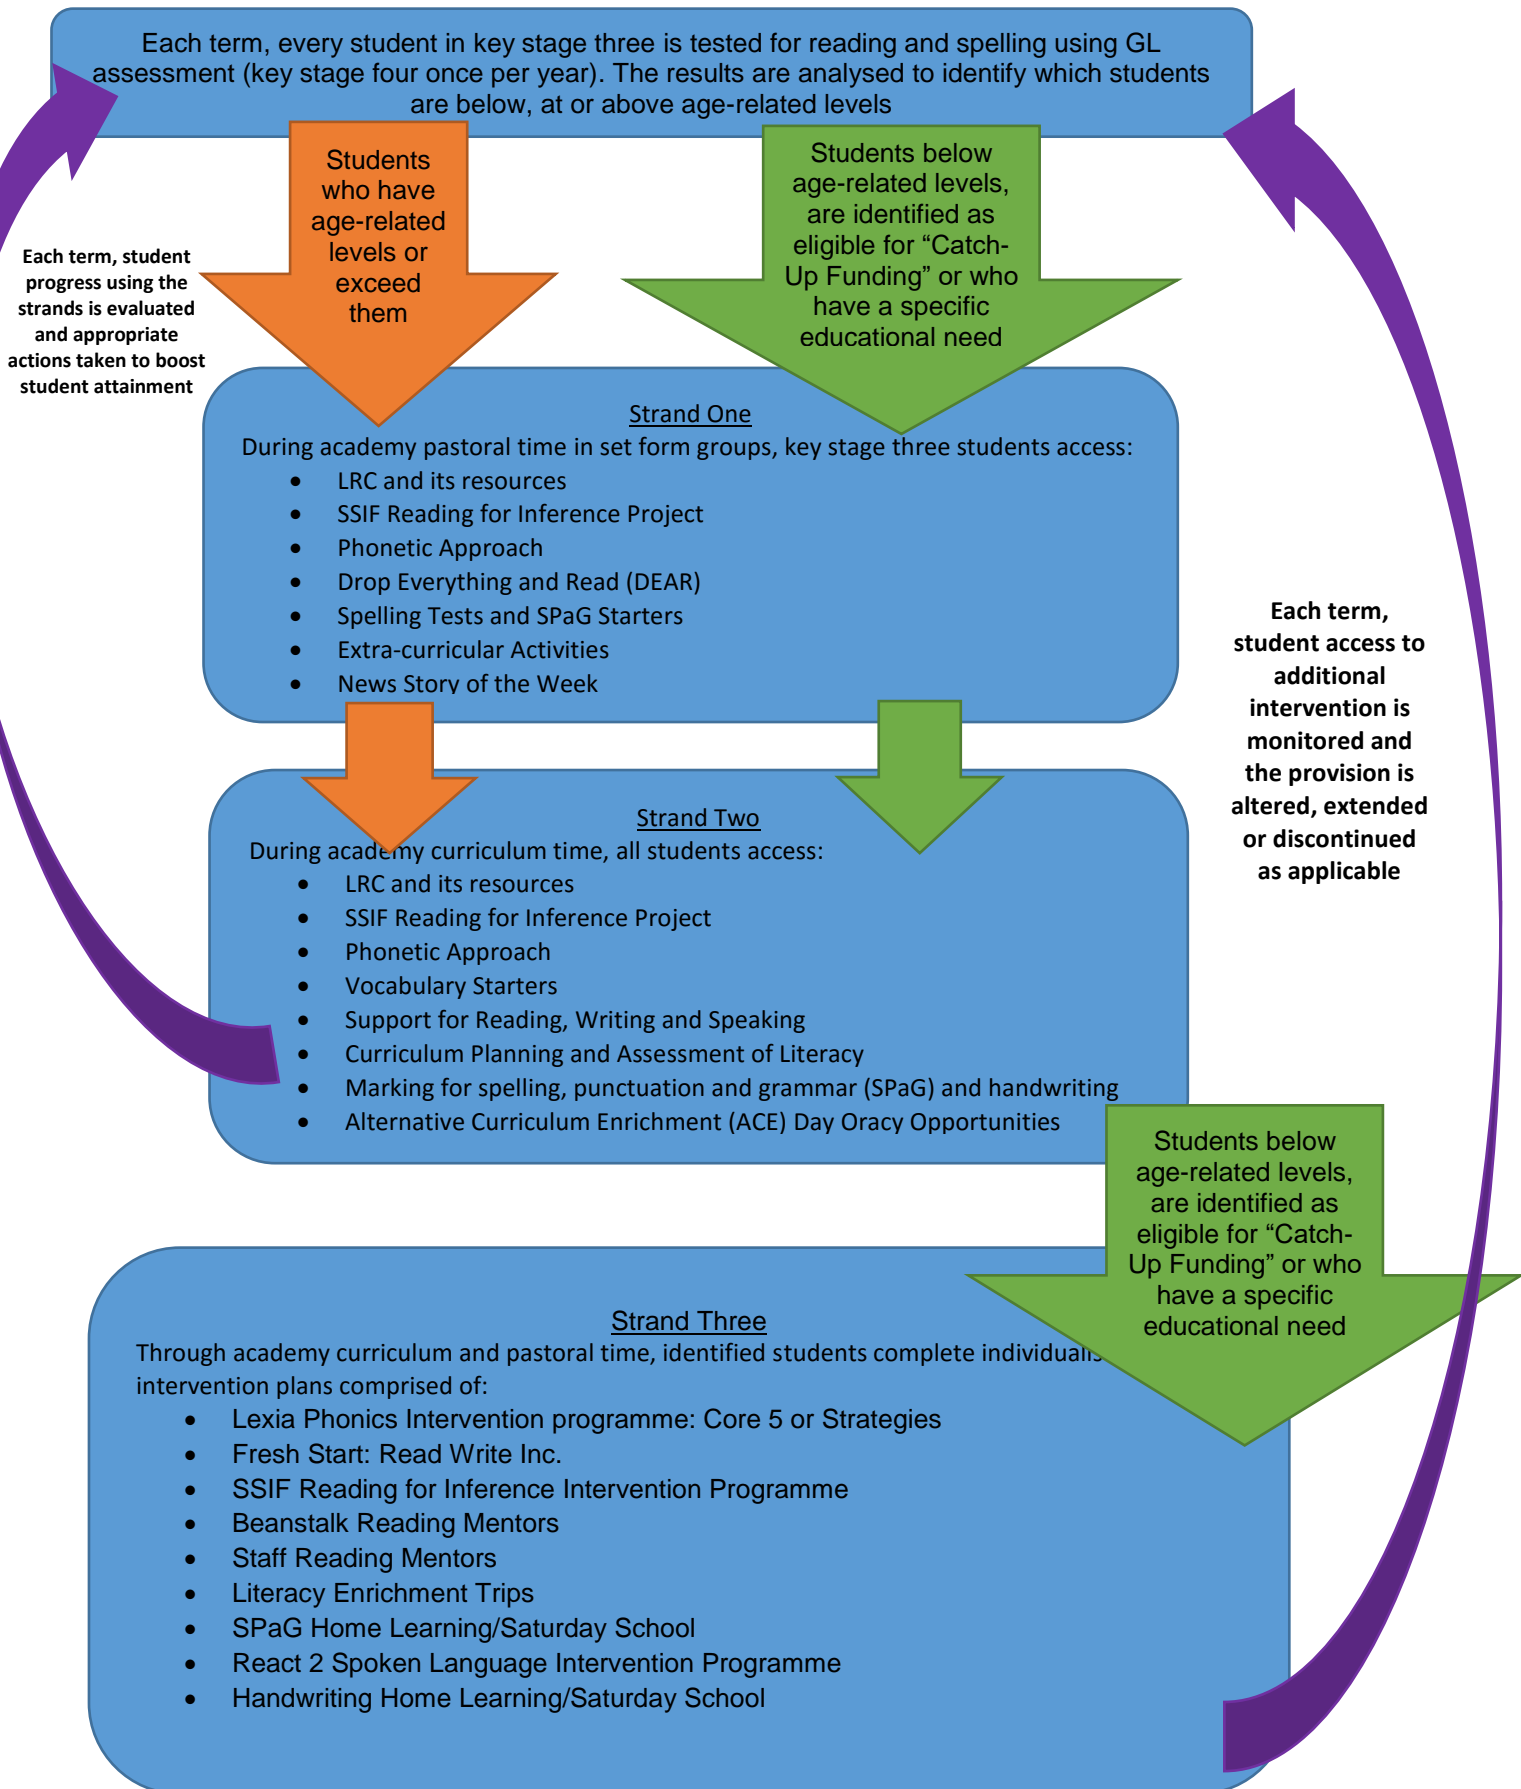 Each term, every student in key stage three is tested for reading and spelling using GL
assessment (key stage four once per year). The results are analysed to identify which students
are below, at or above age-related levels
Students
who have
age-related
levels or
exceed
them
Students below
age-related levels,
are identified as
eligible for “Catch-
Up Funding” or who
have a specific
educational need
Each term, student
progress using the
strands is evaluated
and appropriate
actions taken to boost
student attainment
Strand One
During academy pastoral time in set form groups, key stage three students access:
• LRC and its resources
• SSIF Reading for Inference Project
• Phonetic Approach
• Drop Everything and Read (DEAR)
• Spelling Tests and SPaG Starters
• Extra-curricular Activities
• News Story of the Week
Each term,
student access to
additional
intervention is
monitored and
the provision is
altered, extended
or discontinued
as applicable
Strand Two
During academy curriculum time, all students access:
• LRC and its resources
• SSIF Reading for Inference Project
• Phonetic Approach
• Vocabulary Starters
• Support for Reading, Writing and Speaking
• Curriculum Planning and Assessment of Literacy
• Marking for spelling, punctuation and grammar (SPaG) and handwriting
• Alternative Curriculum Enrichment (ACE) Day Oracy Opportunities
Students below
age-related levels,
are identified as
eligible for “Catch-
Up Funding” or who
have a specific
educational need
Strand Three
Through academy curriculum and pastoral time, identified students complete
intervention plans comprised of:
• Lexia Phonics Intervention programme: Core 5 or Strategies
• Fresh Start: Read Write Inc.
• SSIF Reading for Inference Intervention Programme
• Beanstalk Reading Mentors
• Staff Reading Mentors
• Literacy Enrichment Trips
• SPaG Home Learning/Saturday School
• React 2 Spoken Language Intervention Programme
• Handwriting Home Learning/Saturday School